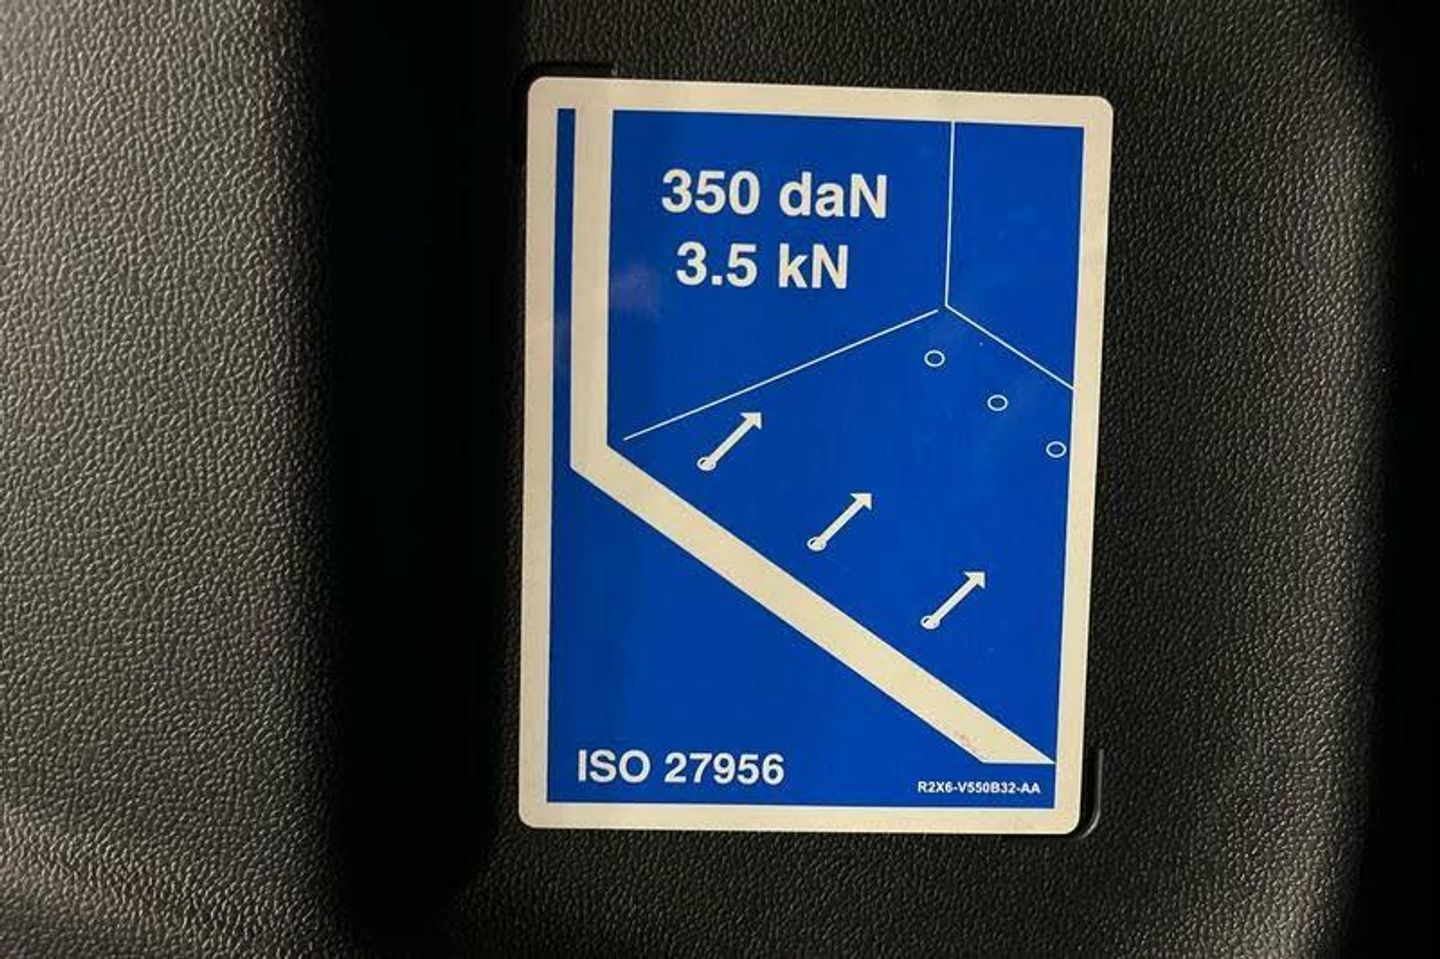 350 daN
3.5 kN
ISO 27956
R2X6-V550B32-AA